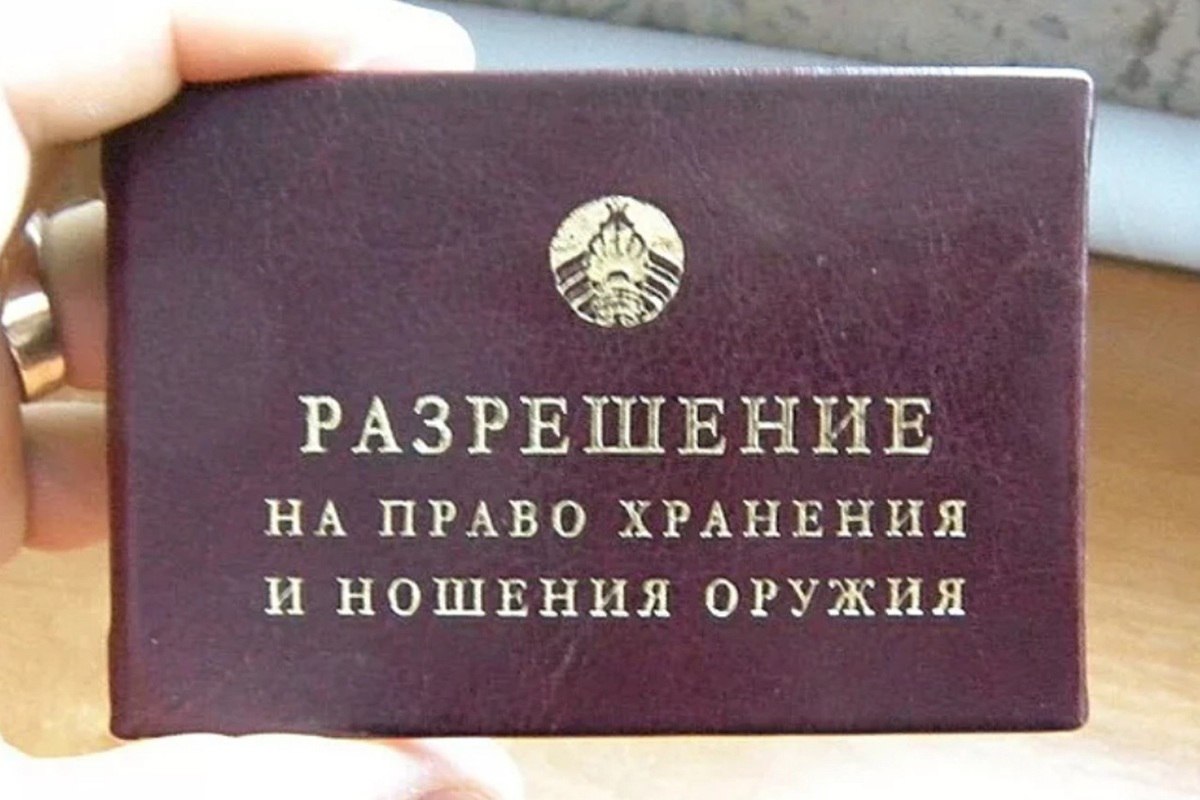 РАЗРЕШЕНИЕ
НА ПРАВО ХРАНЕНИЯ
И НОШЕНИЯ ОРУЖИЯ